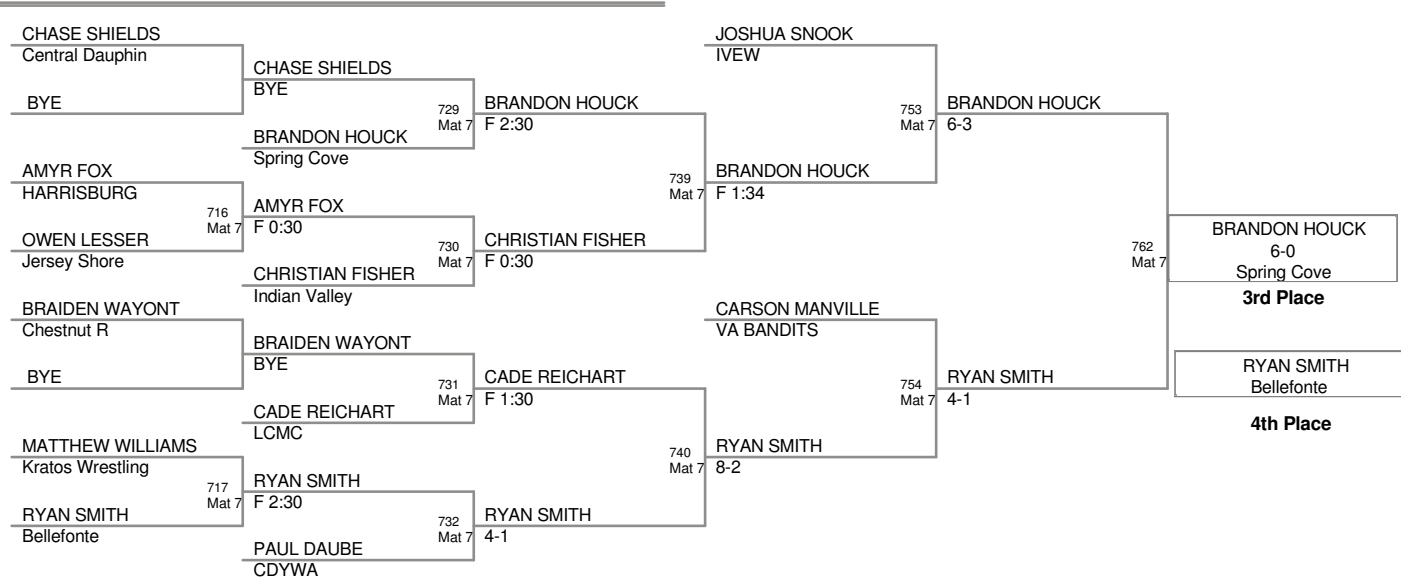 CHASE SHIELDS
Central Dauphin
BYE
AMYR FOX
HARRISBURG
OWEN LESSER
Jersey Shore
BRAIDEN WAYONT
Chestnut R
BYE
MATTHEW WILLIAMS
Kratos Wrestling
RYAN SMITH
Bellefonte
716
Mat 7
717
Mat 7
CHASE SHIELDS
BYE
BRANDON HOUCK
Spring Cove
AMYR FOX
F 0:30
CHRISTIAN FISHER
Indian Valley
BRAIDEN WAYONT
BYE
CADE REICHART
LCMC
RYAN SMITH
F 2:30
PAUL DAUBE
CDYWA
729
Mat 7
730
Mat 7
731
Mat 7
732
Mat 7
BRANDON HOUCK
F 2:30
CHRISTIAN FISHER
F 0:30
CADE REICHART
F 1:30
RYAN SMITH
4-1
739
Mat 7
740
Mat 7
JOSHUA SNOOK
IVEW
BRANDON HOUCK
F 1:34
CARSON MANVILLE
VA BANDITS
RYAN SMITH
8-2
753
Mat 7
754
Mat 7
BRANDON HOUCK
6-3
RYAN SMITH
4-1
762
Mat 7
BRANDON HOUCK
6-0
Spring Cove
3rd Place
RYAN SMITH
Bellefonte
4th Place